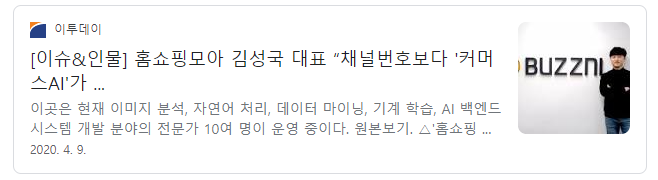 이투데이
[이슈&인물] 홈쇼핑모아 김성국 대표 “채널번호보다 '커머
스AI'가 ...
이곳은 현재 이미지 분석, 자연어 처리, 데이터 마이닝, 기계 학습, AI 백엔드
시스템 개발 분야의 전문가 10여 명이 운영 중이다. 원본보기. △'홈쇼핑 ...
2020. 4. 9.
BUZZNI